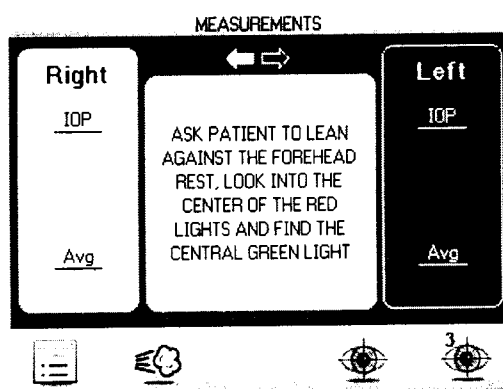 MEASUREMENTS
Right
IOP
Avg
ASK PATIENT TO LEAN
AGAINST THE FOREHEAD
REST, LOOK INTO THE
CENTER OF THE RED
LIGHTS AND FIND THE
CENTRAL GREEN LIGHT
Left
IOP
Avg
3